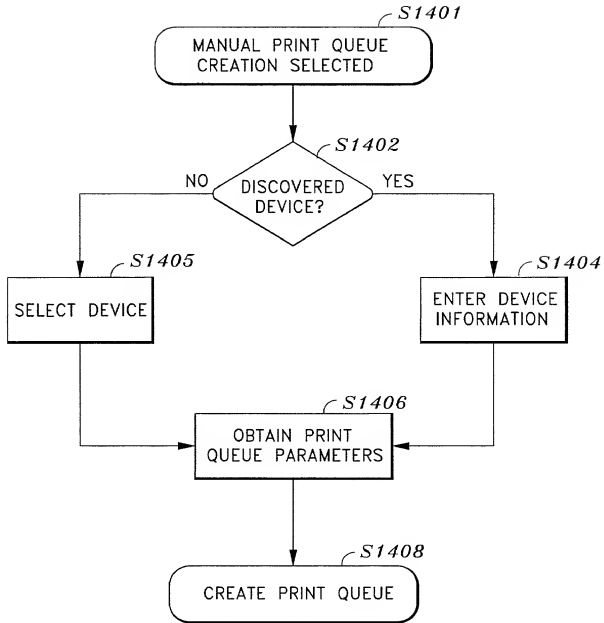 S1401
MANUAL PRINT QUEUE
CREATION SELECTED
S1402
NO
DISCOVERED
DEVICE?
YES
S1405
SELECT DEVICE
S1404
ENTER DEVICE
INFORMATION
S1406
OBTAIN PRINT
QUEUE PARAMETERS
S1408
CREATE PRINT QUEUE